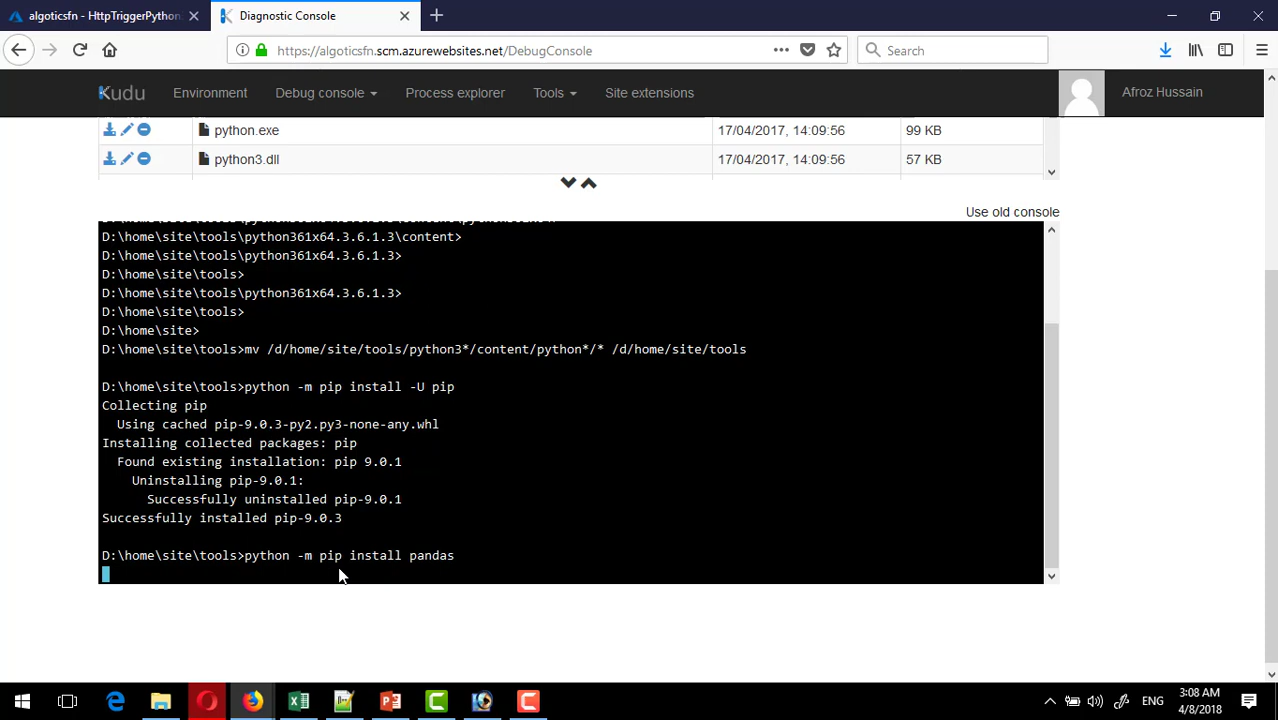 algoticsfn - HttpTriggerPython
Diagnostic Console
https://algoticsfn.scm.azurewebsites.net/DebugConsole
Search
Kudu
Environment
Debug console
Process explorer
Tools
Site extensions
Afroz Hussain
python.exe 17/04/2017, 14:09:56 99 KB
python3.dll 17/04/2017, 14:09:56 57 KB
Use old console
D:\home\site\tools\python361x64.3.6.1.3\content>
D:\home\site\tools\python361x64.3.6.1.3>
D:\home\site\tools>
D:\home\site\tools\python361x64.3.6.1.3>
D:\home\site\tools>
D:\home\site>
D:\home\site\tools>mv /d/home/site/tools/python3*/content/python*/* /d/home/site/tools
D:\home\site\tools>python -m pip install -U pip
Collecting pip
Using cached pip-9.0.3-py2.py3-none-any.whl
Installing collected packages: pip
Found existing installation: pip 9.0.1
Uninstalling pip-9.0.1:
Successfully uninstalled pip-9.0.1
Successfully installed pip-9.0.3
D:\home\site\tools>python -m pip install pandas
ENG
3:08 AM
4/8/2018